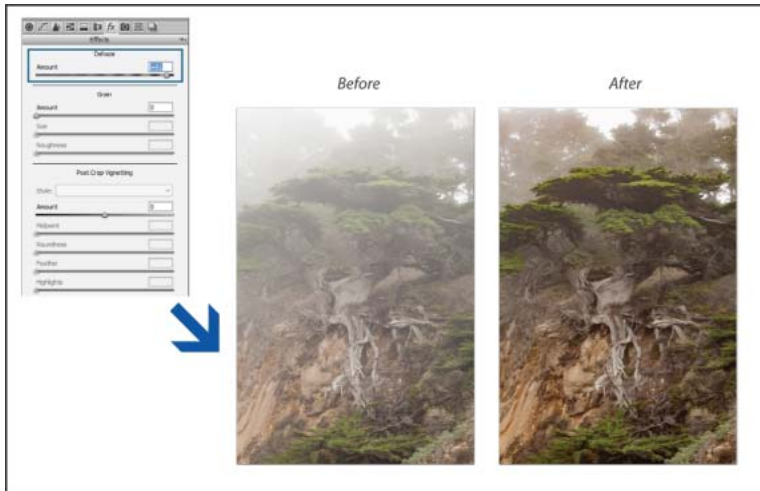 fx
Effects
Dehaze
Amount
Grain
Amount 0
Size
Roughness
Post Crop Vignetting
Style:
Amount 0
Midpoint
Roundness
Feather
Highlights
Before
After